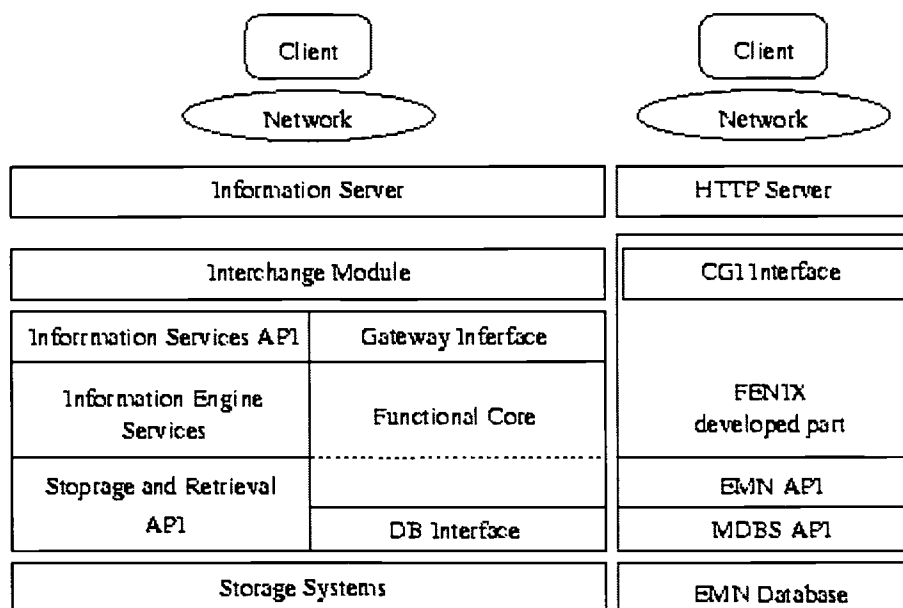 Client
Client
Network
Network
Information Server
HTTP Server
Interchange Module
CGI Interface
Inforrmation Services API
Gateway Inferface
Information Engine
Services
Functional Core
FENIX
developed part
Stoprage and Retrieval
API
EMN API
DB Interface
MDBS API
Storage Systems
EMN Database